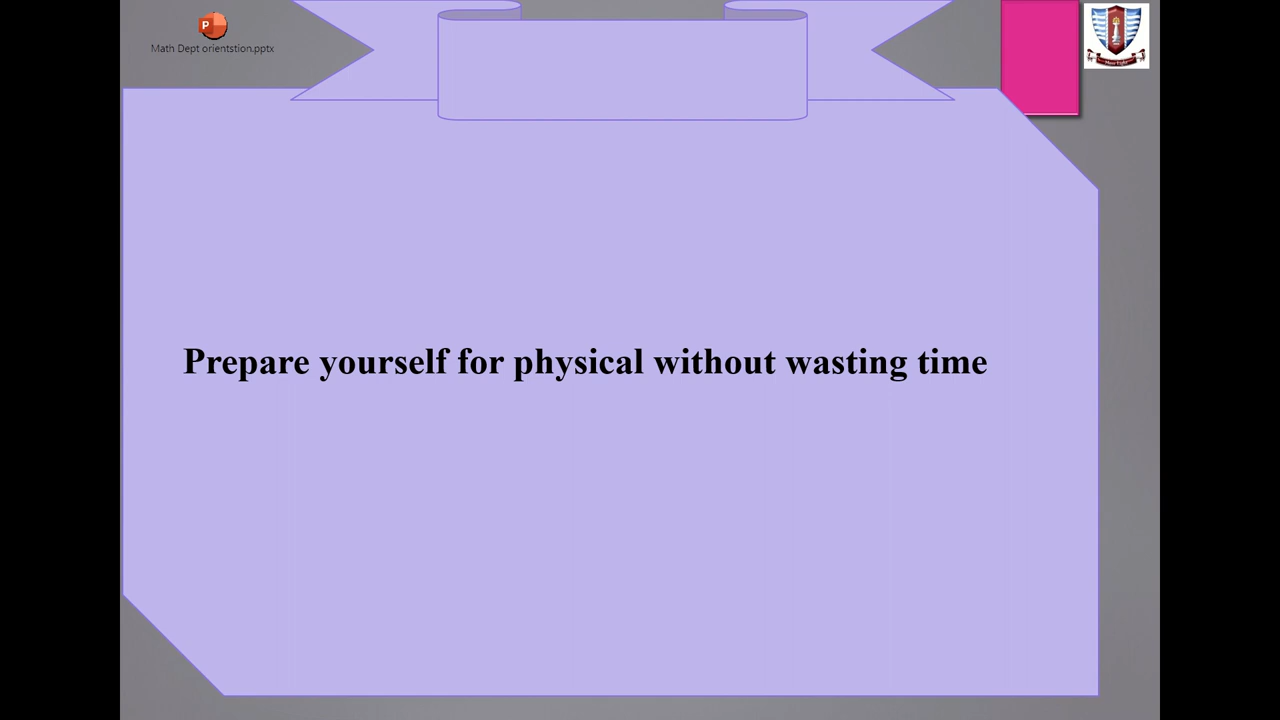 Math Dept orientstion.pptx
Prepare yourself for physical without wasting time